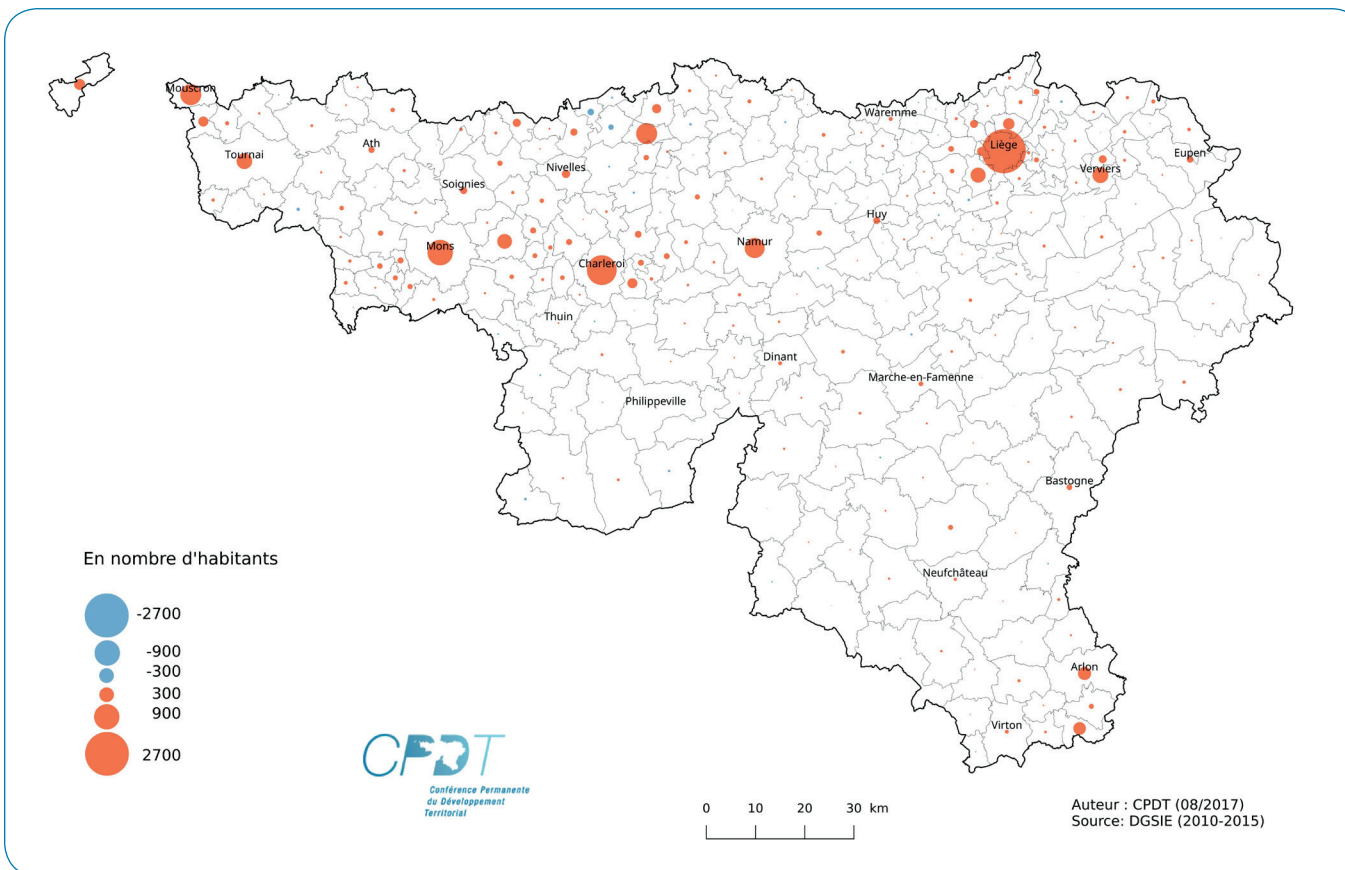 Mouscron
Waremme
Ath
Liège
Tournai
Eupen
Nivelles
Verviers
Soignies
Huy
Mons
Namur
Charleroi
Thuin
Dinant
Marche-en-Famenne
Philippeville
Bastogne
Neufchâteau
Arlon
Virton
En nombre d'habitants
-2700
-900
-300
300
900
2700
CPDT
Conférence Permanente
du Développement
Territorial
0 10 20 30 km
Auteur : CPDT (08/2017)
Source: DGSIE (2010-2015)